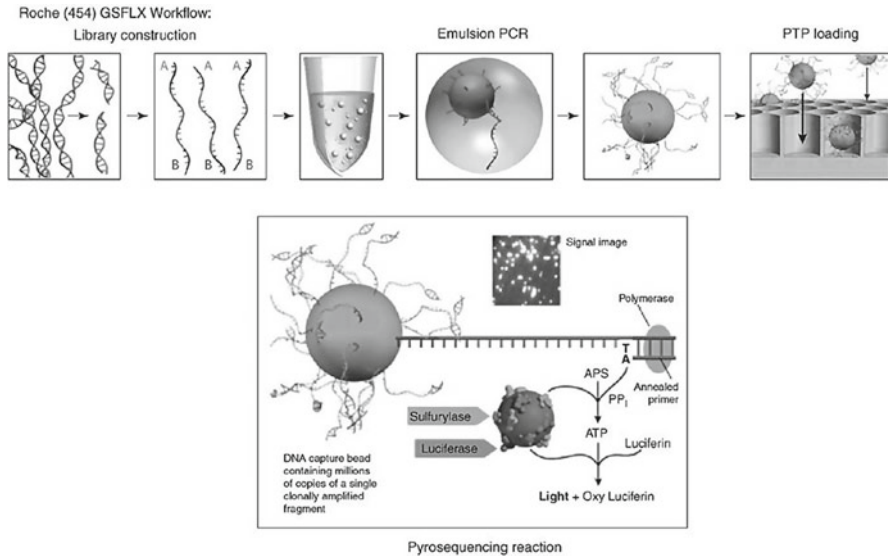 Roche (454) GSFLX Workflow:
Library construction
Emulsion PCR
PTP loading
A A A
B B B
Signal image
Polymerase
T
A
Annealed
primer
APS
PPI
Sulfurylase
ATP
Luciferin
Luciferase
DNA capture bead
containing millions
of copies of a single
clonally amplified
fragment
Light + Oxy Luciferin
Pyrosequencing reaction